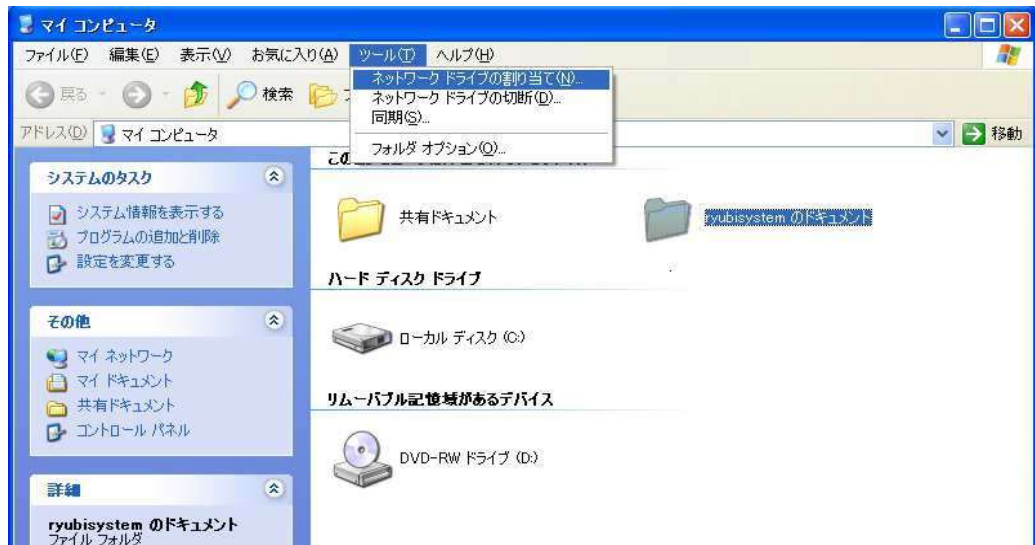 マイ コンピュータ
ファイル(F) 編集(E) 表示(V) お気に入り(A) ツール(T) ヘルプ(H)
ネットワーク ドライブの割り当て(N)...
ネットワーク ドライブの切断(D)...
同期(S)...
フォルダ オプション(O)...
戻る 検索
アドレス(D) マイ コンピュータ 移動
システムのタスク
システム情報を表示する
プログラムの追加と削除
設定を変更する
その他
マイ ネットワーク
マイ ドキュメント
共有ドキュメント
コントロール パネル
詳細
ryubisystem のドキュメント
ファイル フォルダ
共有ドキュメント ryubisystem のドキュメント
ハード ディスク ドライブ
ローカル ディスク (C:)
リムーバブル記憶域があるデバイス
DVD-RW ドライブ (D:)